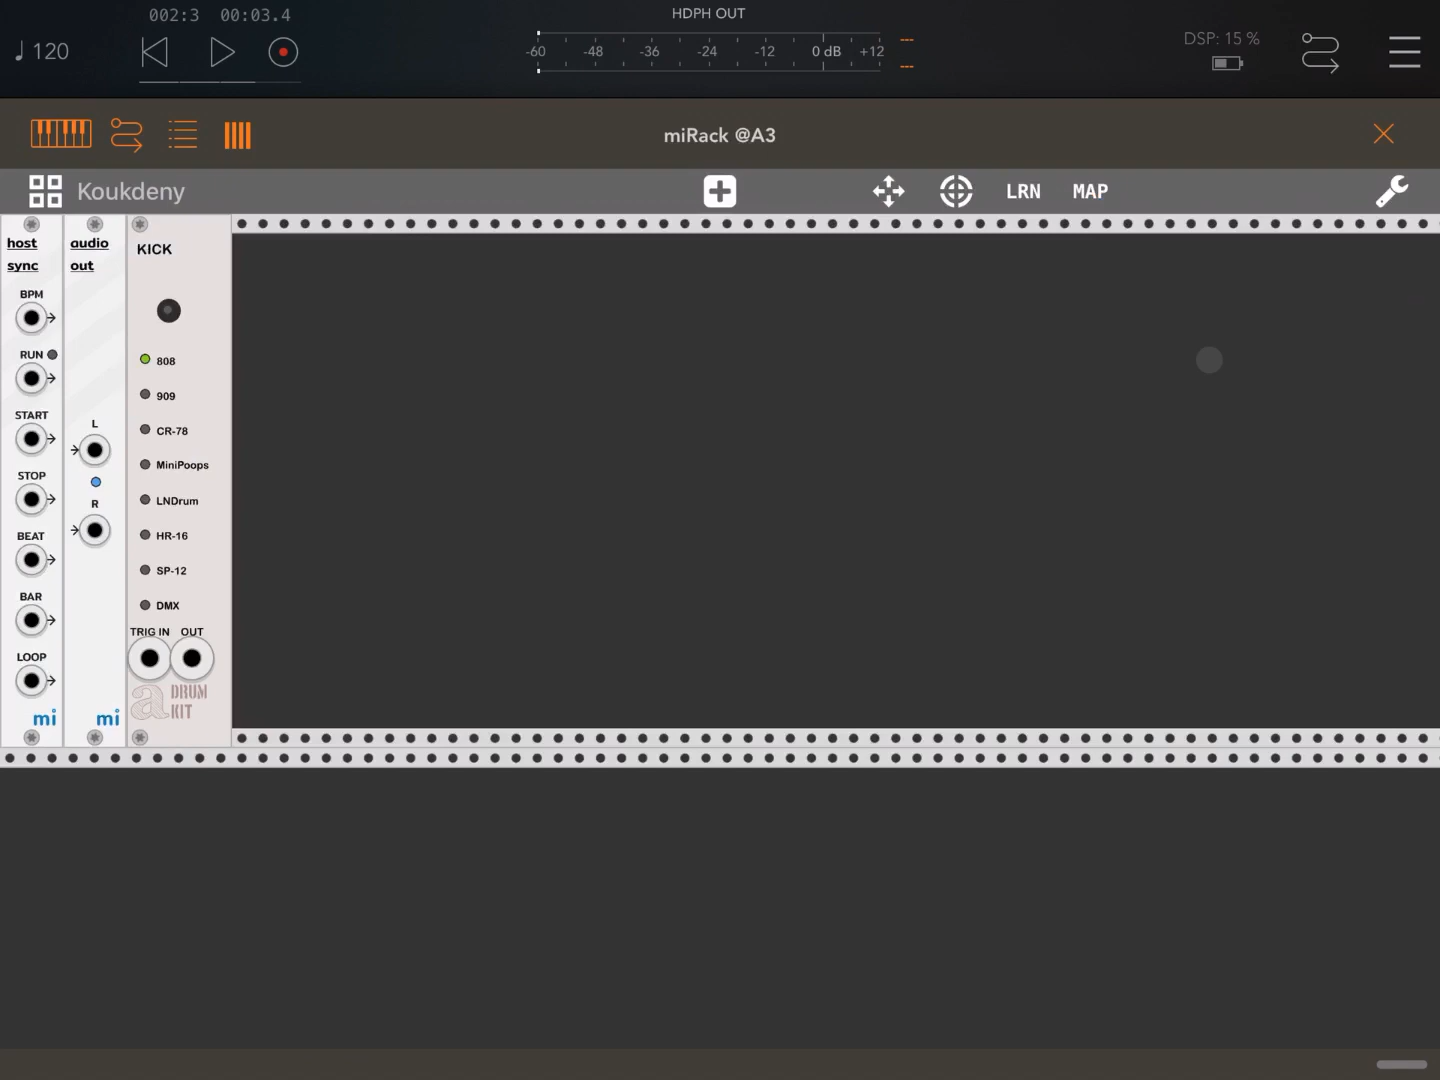 002:3 00:03.4
HDPH OUT
♩ 120
-60 -48 -36 -24 -12 0 dB +12
---
---
DSP: 15 %
miRack @A3
Koukdeny
LRN MAP
host
sync
BPM
RUN
START
STOP
BEAT
BAR
LOOP
mi
audio
out
L
R
mi
KICK
808
909
CR-78
MiniPoops
LNDrum
HR-16
SP-12
DMX
TRIG IN OUT
a DRUM
KIT